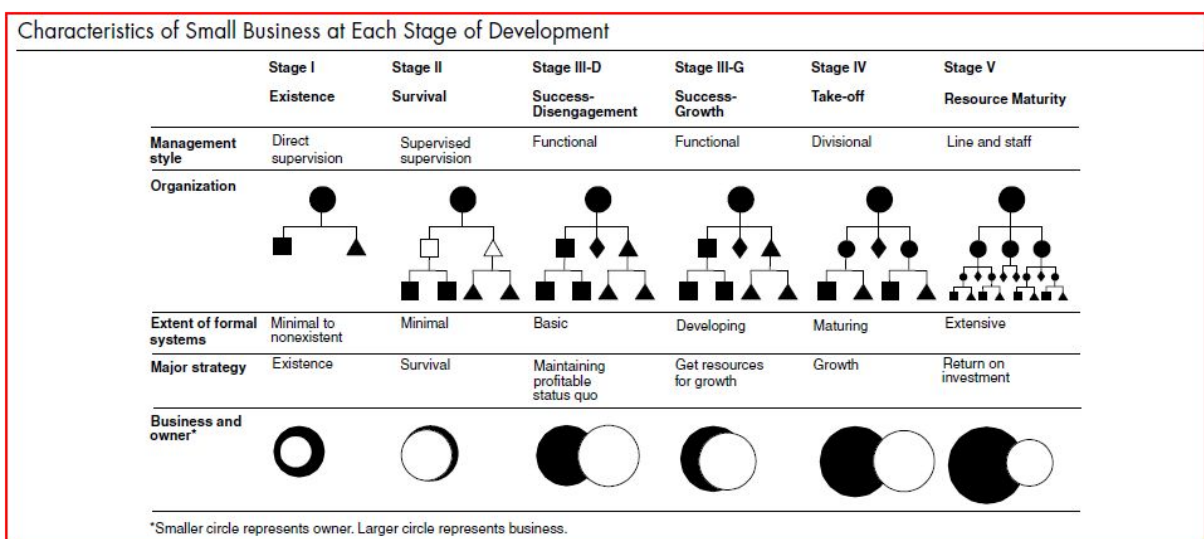 Characteristics of Small Business at Each Stage of Development
Stage I Stage II Stage III-D Stage III-G Stage IV Stage V
Existence Survival Success- Success- Take-off Resource Maturity
Disengagement Growth
Management Direct Supervised Functional Functional Divisional Line and staff
style supervision supervision
Organization
Extent of formal Minimal to Minimal Basic Developing Maturing Extensive
systems nonexistent
Major strategy Existence Survival Maintaining Get resources Growth Return on
profitable for growth investment
status quo
Business and
owner*
*Smaller circle represents owner. Larger circle represents business.